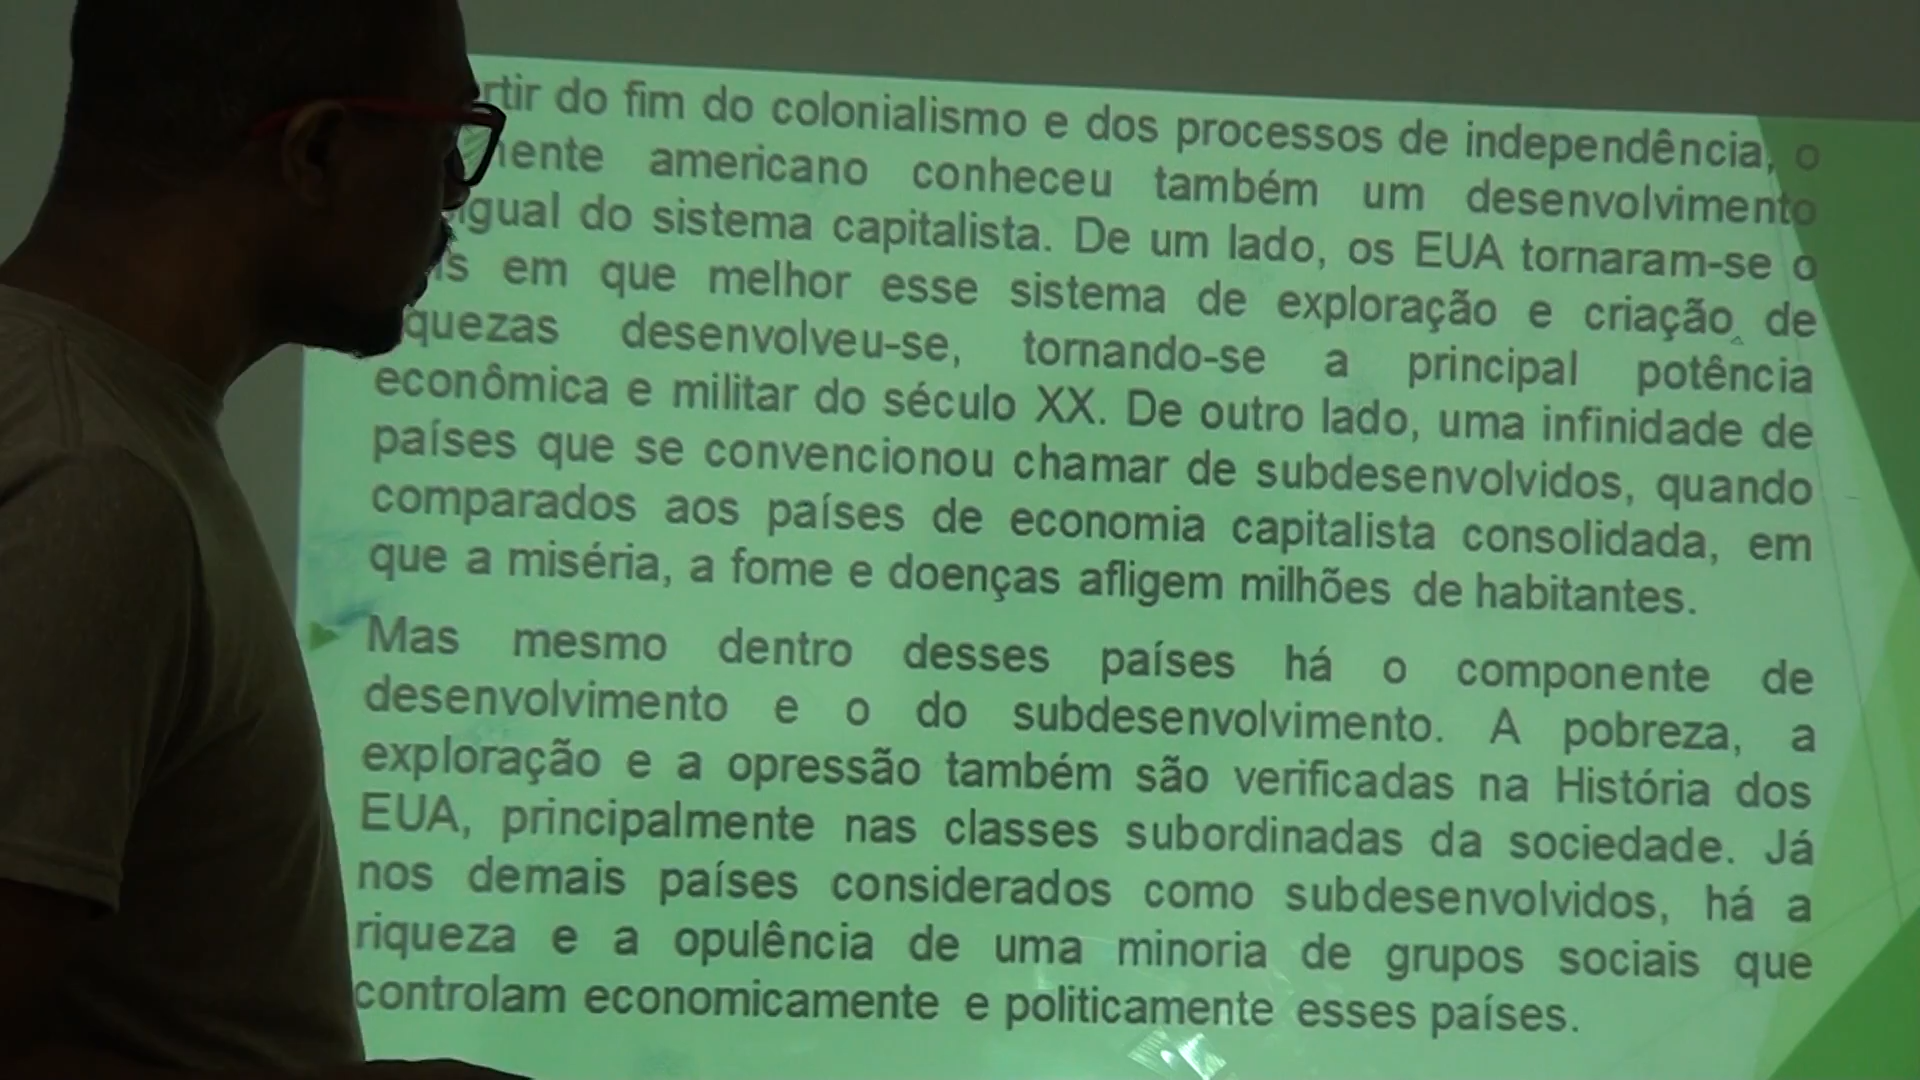 rtir do fim do colonialismo e dos processos de independência, o
nente americano conheceu também um desenvolvimento
igual do sistema capitalista. De um lado, os EUA tornaram-se o
is em que melhor esse sistema de exploração e criação de
quezas desenvolveu-se, tornando-se a principal potência
econômica e militar do século XX. De outro lado, uma infinidade de
países que se convencionou chamar de subdesenvolvidos, quando
comparados aos países de economia capitalista consolidada, em
que a miséria, a fome e doenças afligem milhões de habitantes.
Mas mesmo dentro desses países há o componente de
desenvolvimento e o do subdesenvolvimento. A pobreza, a
exploração e a opressão também são verificadas na História dos
EUA, principalmente nas classes subordinadas da sociedade. Já
nos demais países considerados como subdesenvolvidos, há a
riqueza e a opulência de uma minoria de grupos sociais que
controlam economicamente e politicamente esses países.